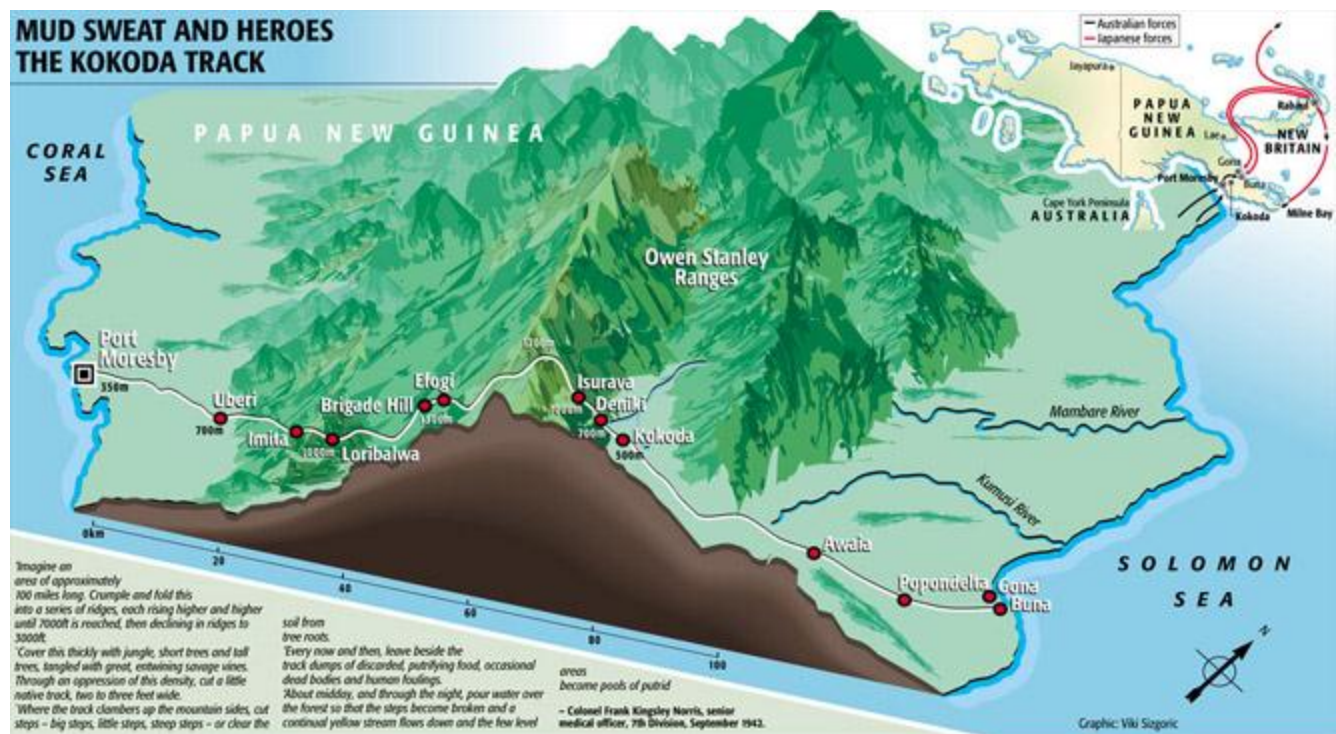 MUD SWEAT AND HEROES
THE KOKODA TRACK
CORAL
SEA
PAPUA NEW GUINEA
Owen Stanley
Ranges
Australian forces
Japanese forces
Jayapura
PAPUA
NEW
GUINEA
Lae
Rabaul
NEW
BRITAIN
Gona
Buna
Port Moresby
Kokoda
Milne Bay
Cape York Peninsula
AUSTRALIA
Port
Moresby
350m
Uberi
700m
Imita
Loribaiwa
Brigade Hill
Efogi
1300m
Isurava
Deniki
700m
Kokoda
500m
Mambare River
Kumusi River
Awaia
Popondetta
Gona
Buna
SOLOMON
SEA
N
0km
20
40
60
80
100
'Imagine an
area of approximately
100 miles long. Crumple and fold this
into a series of ridges, each rising higher and higher
until 7000ft is reached, then declining in ridges to
3000ft.
'Cover this thickly with jungle, short trees and tall
trees, tangled with great, entwining savage vines.
Through an oppression of this density, cut a little
native track, two to three feet wide.
'Where the track clambers up the mountain sides, cut
steps – big steps, little steps, steep steps – or clear the
soil from
tree roots.
'Every now and then, leave beside the
track dumps of discarded, putrifying food, occasional
dead bodies and human foulings.
'About midday, and through the night, pour water over
the forest so that the steps become broken and a
continual yellow stream flows down and the few level
areas
become pools of putrid
– Colonel Frank Kingsley Norris, senior
medical officer, 7th Division, September 1942.
Graphic: Viki Sizgoric